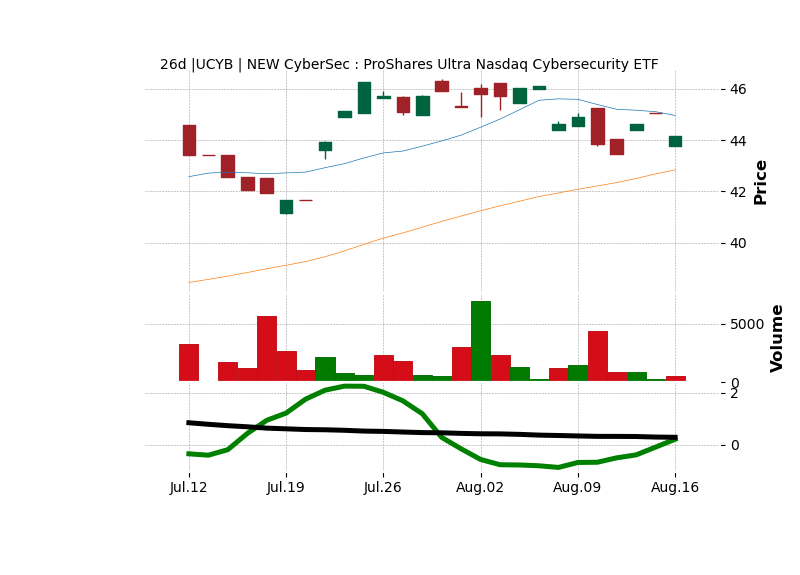 26d |UCYB | NEW CyberSec : ProShares Ultra Nasdaq Cybersecurity ETF
46
44
42
40
Price
5000
0
Volume
2
0
Jul.12 Jul.19 Jul.26 Aug.02 Aug.09 Aug.16